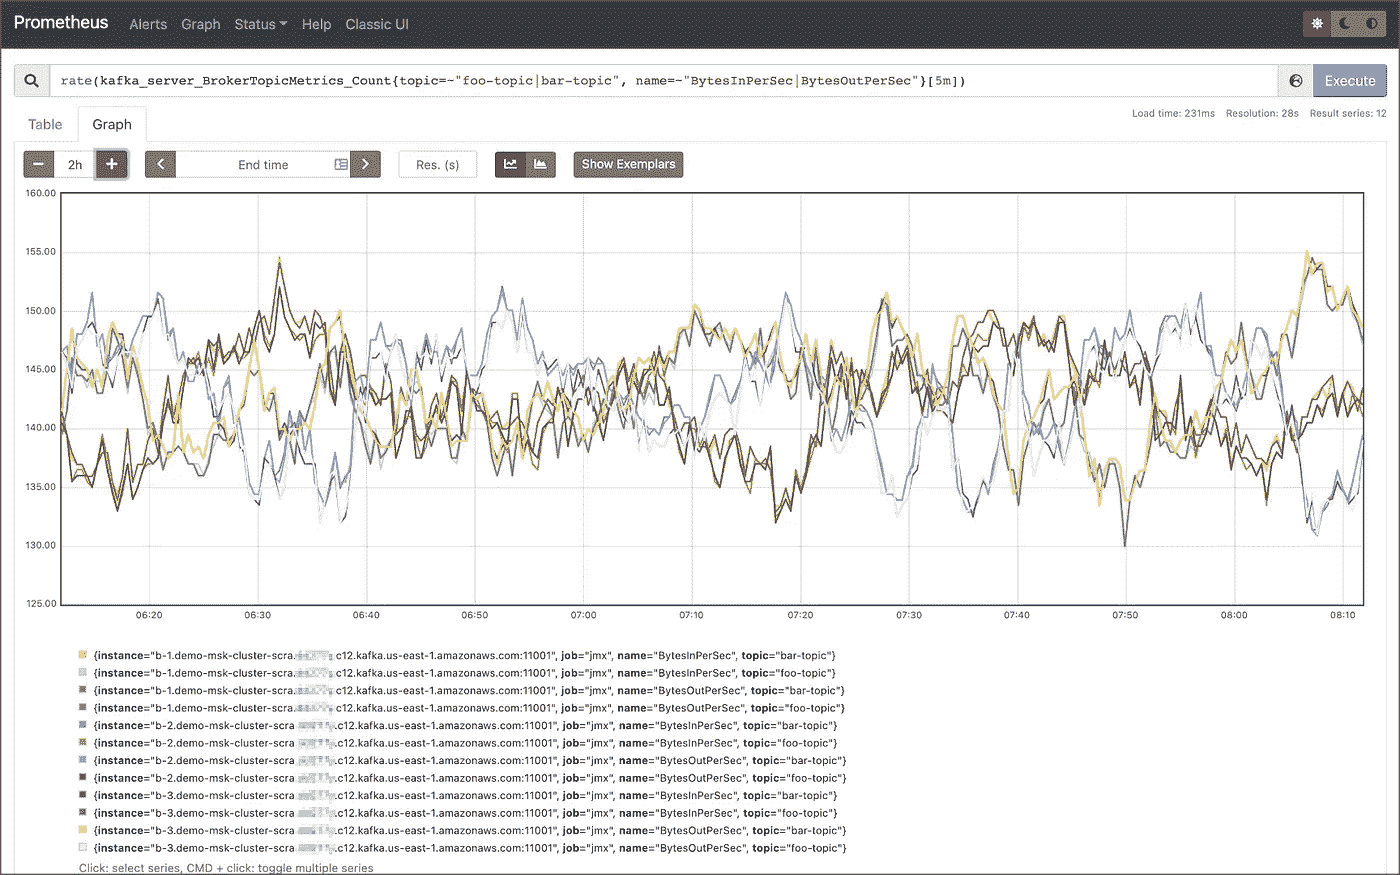 Prometheus Alerts Graph Status Help Classic UI
rate(kafka_server_BrokerTopicMetrics_Count{topic=~"foo-topic|bar-topic", name=~"BytesInPerSec|BytesOutPerSec"}[5m])
Execute
Load time: 231ms Resolution: 28s Result series: 12
Table Graph
2h End time Res. (s) Show Exemplars
160.00
155.00
150.00
145.00
140.00
135.00
130.00
125.00
06:20 06:30 06:40 06:50 07:00 07:10 07:20 07:30 07:40 07:50 08:00 08:10
{instance="b-1.demo-msk-cluster-scra. .c12.kafka.us-east-1.amazonaws.com:11001", job="jmx", name="BytesInPerSec", topic="bar-topic"}
{instance="b-1.demo-msk-cluster-scra. .c12.kafka.us-east-1.amazonaws.com:11001", job="jmx", name="BytesInPerSec", topic="foo-topic"}
{instance="b-1.demo-msk-cluster-scra. .c12.kafka.us-east-1.amazonaws.com:11001", job="jmx", name="BytesOutPerSec", topic="bar-topic"}
{instance="b-1.demo-msk-cluster-scra. .c12.kafka.us-east-1.amazonaws.com:11001", job="jmx", name="BytesOutPerSec", topic="foo-topic"}
{instance="b-2.demo-msk-cluster-scra .c12.kafka.us-east-1.amazonaws.com:11001", job="jmx", name="BytesInPerSec", topic="bar-topic"}
{instance="b-2.demo-msk-cluster-scra .c12.kafka.us-east-1.amazonaws.com:11001", job="jmx", name="BytesInPerSec", topic="foo-topic"}
{instance="b-2.demo-msk-cluster-scra .c12.kafka.us-east-1.amazonaws.com:11001", job="jmx", name="BytesOutPerSec", topic="bar-topic"}
{instance="b-2.demo-msk-cluster-scra .c12.kafka.us-east-1.amazonaws.com:11001", job="jmx", name="BytesOutPerSec", topic="foo-topic"}
{instance="b-3.demo-msk-cluster-scra .c12.kafka.us-east-1.amazonaws.com:11001", job="jmx", name="BytesInPerSec", topic="bar-topic"}
{instance="b-3.demo-msk-cluster-scra .c12.kafka.us-east-1.amazonaws.com:11001", job="jmx", name="BytesInPerSec", topic="foo-topic"}
{instance="b-3.demo-msk-cluster-scra .c12.kafka.us-east-1.amazonaws.com:11001", job="jmx", name="BytesOutPerSec", topic="bar-topic"}
{instance="b-3.demo-msk-cluster-scra .c12.kafka.us-east-1.amazonaws.com:11001", job="jmx", name="BytesOutPerSec", topic="foo-topic"}
Click: select series, CMD + click: toggle multiple series